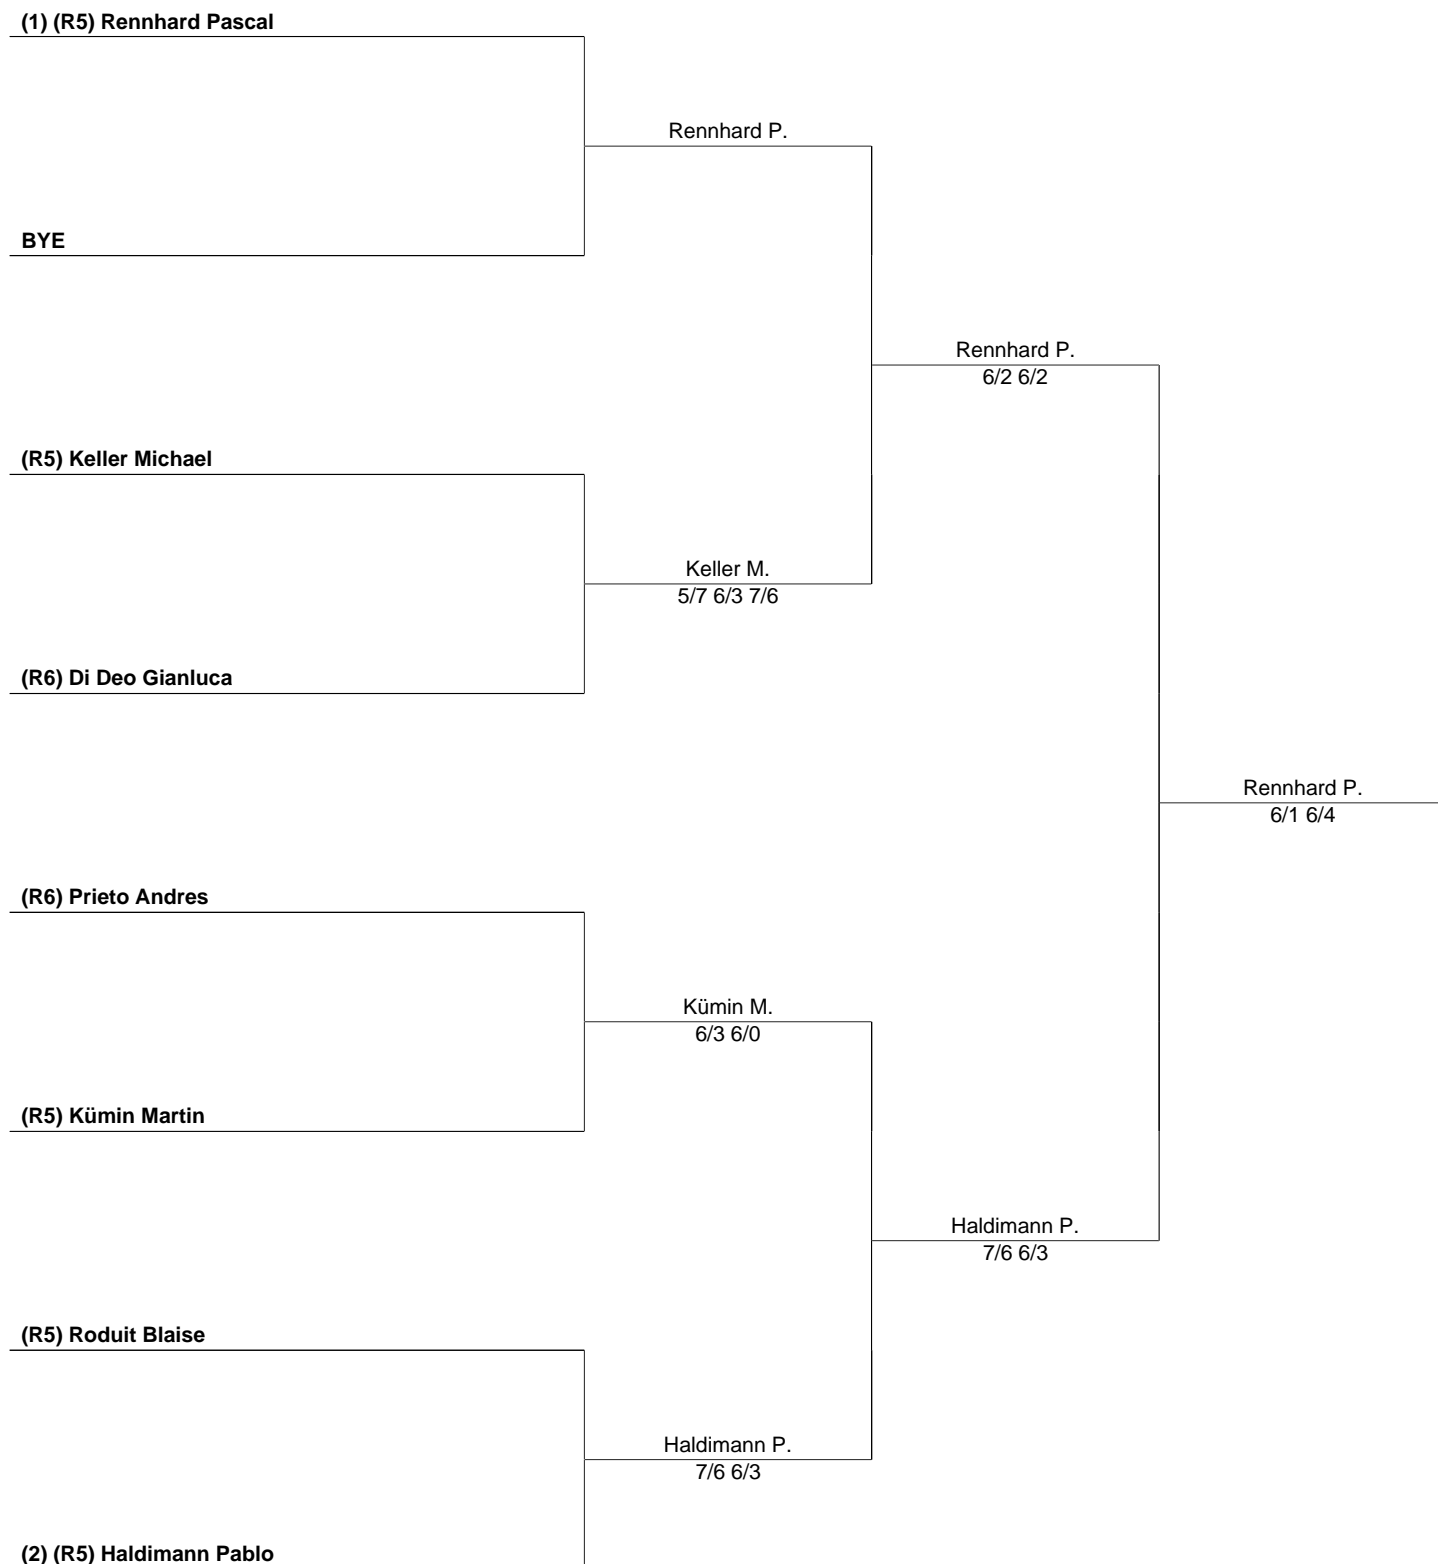 (1) (R5) Rennhard Pascal
Rennhard P.
BYE
Rennhard P.
6/2 6/2
(R5) Keller Michael
Keller M.
5/7 6/3 7/6
(R6) Di Deo Gianluca
Rennhard P.
6/1 6/4
(R6) Prieto Andres
Kümin M.
6/3 6/0
(R5) Kümin Martin
Haldimann P.
7/6 6/3
(R5) Roduit Blaise
Haldimann P.
7/6 6/3
(2) (R5) Haldimann Pablo